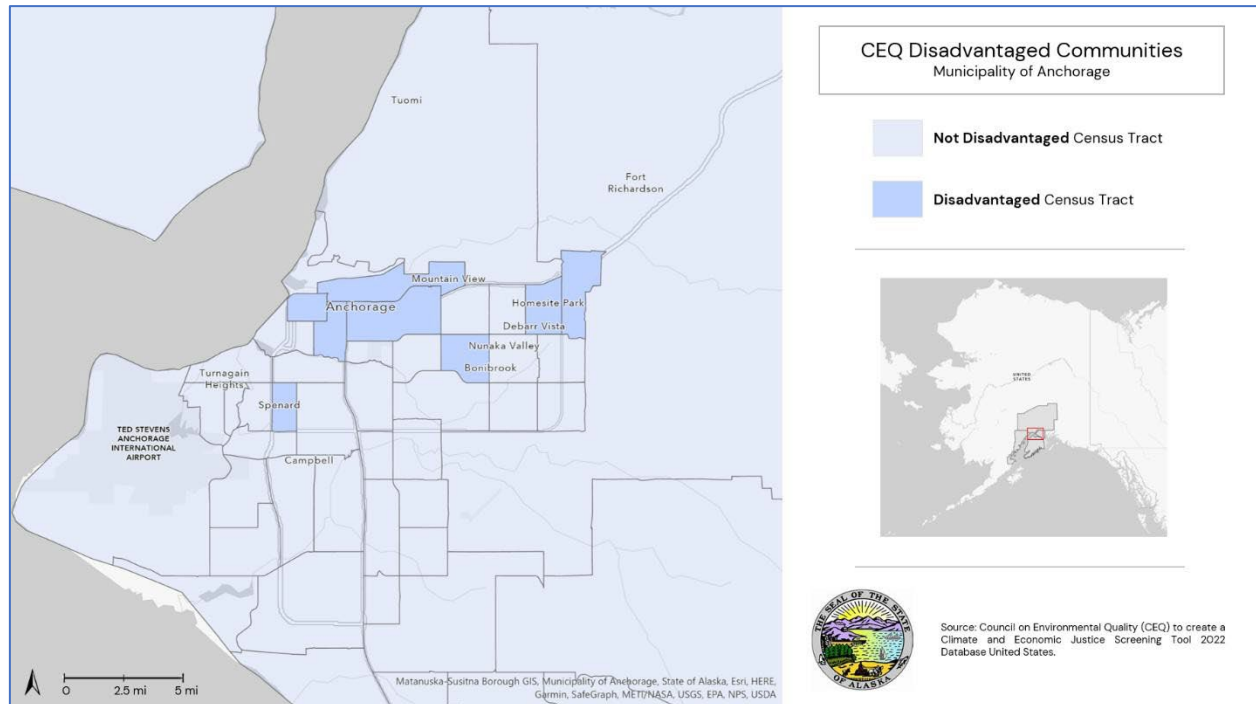 Tuomi
Fort
Richardson
Mountain View
Anchorage
Homesite Park
Debarr Vista
Nunaka Valley
Bonibrook
Turnagain
Heights
Spenard
TED STEVENS
ANCHORAGE
INTERNATIONAL
AIRPORT
Campbell
0 2.5 mi 5 mi
Matanuska-Susitna Borough GIS, Municipality of Anchorage, State of Alaska, Esri, HERE,
Garmin, SafeGraph, METI/NASA, USGS, EPA, NPS, USDA
CEQ Disadvantaged Communities
Municipality of Anchorage
Not Disadvantaged Census Tract
Disadvantaged Census Tract
UNITED
STATES
THE SEAL OF THE STATE
OF ALASKA
Source: Council on Environmental Quality (CEQ) to create a
Climate and Economic Justice Screening Tool 2022
Database United States.